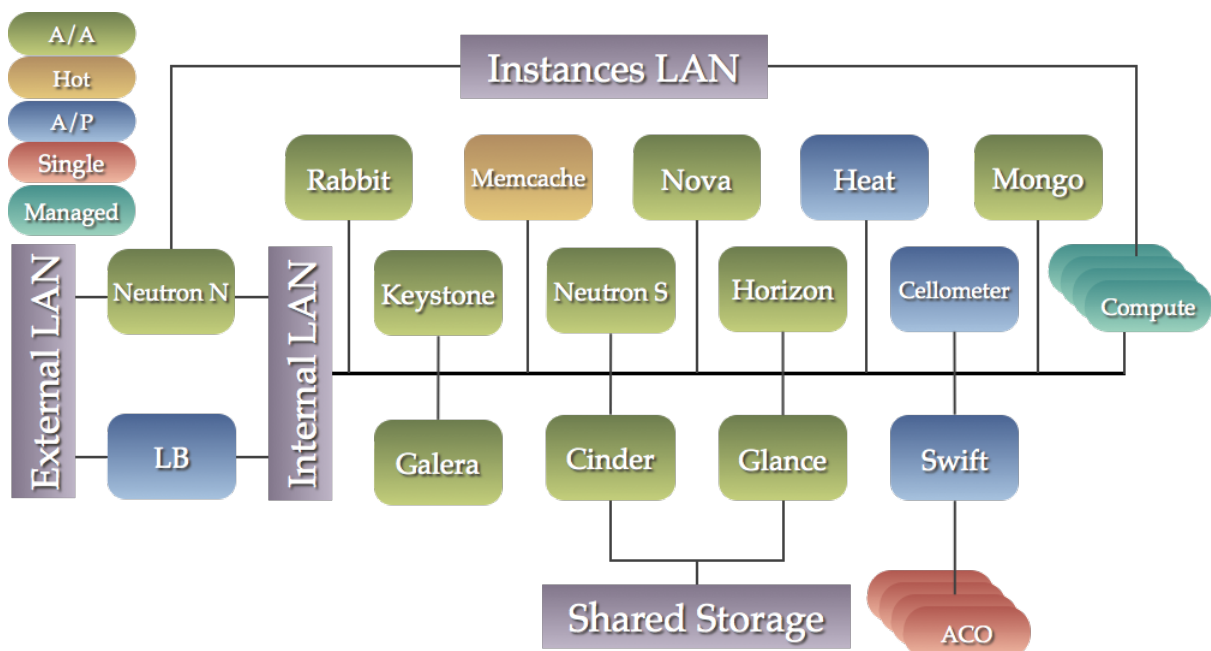 A/A
Hot
A/P
Single
Managed
Instances LAN
Rabbit
Memcache
Nova
Heat
Mongo
External LAN
Neutron N
Internal LAN
Keystone
Neutron S
Horizon
Cellometer
Compute
LB
Galera
Cinder
Glance
Swift
Shared Storage
ACO